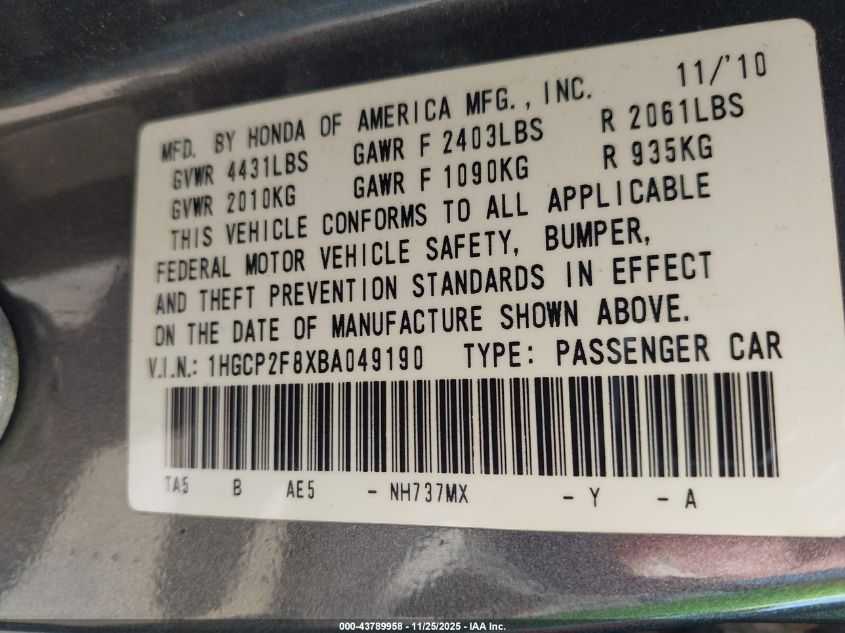 11/'10
MFD. BY HONDA OF AMERICA MFG., INC.
GVWR 4431LBS GAWR F 2403LBS R 2061LBS
GVWR 2010KG GAWR F 1090KG R 935KG
THIS VEHICLE CONFORMS TO ALL APPLICABLE
FEDERAL MOTOR VEHICLE SAFETY, BUMPER,
AND THEFT PREVENTION STANDARDS IN EFFECT
ON THE DATE OF MANUFACTURE SHOWN ABOVE.
V.I.N.: 1HGCP2F8XBA049190 TYPE: PASSENGER CAR
TA5 B AE5 - NH737MX - Y - A
000-43789958 - 11/25/2025 - IAA Inc.